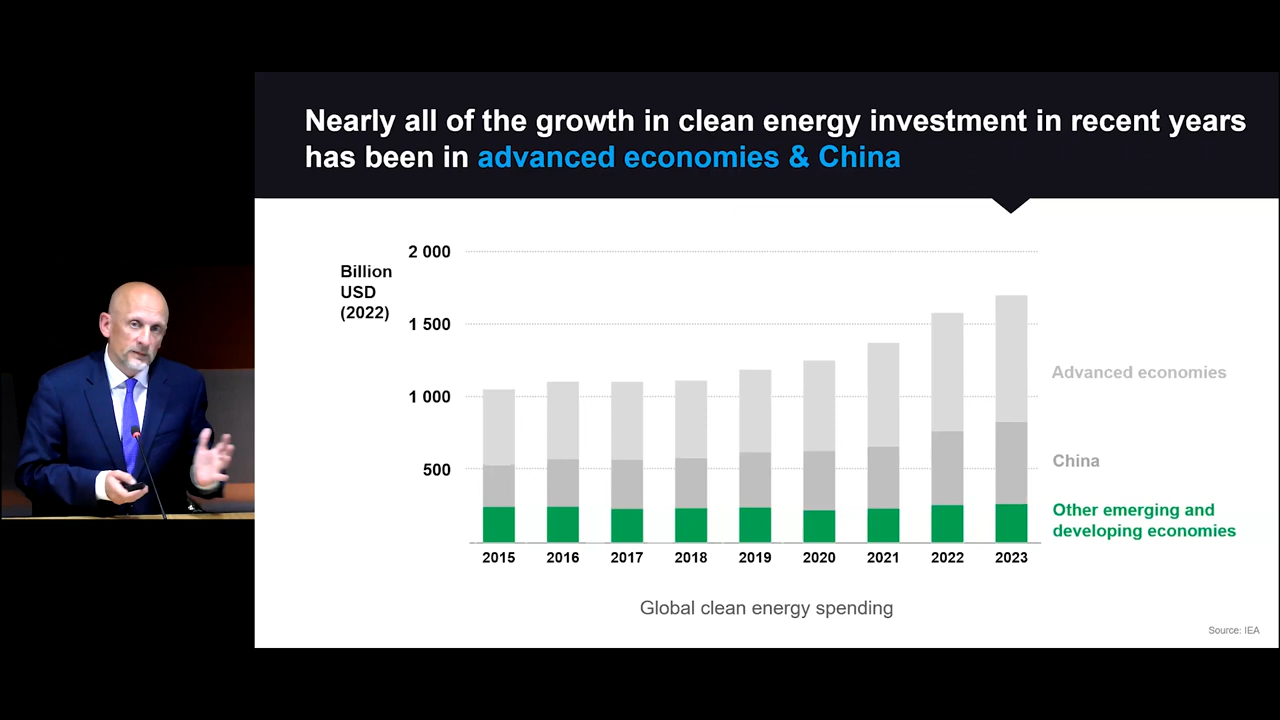 Nearly all of the growth in clean energy investment in recent years
has been in advanced economies & China
Billion
USD
(2022)
2 000
1 500
1 000
500
Advanced economies
China
Other emerging and
developing economies
2015 2016 2017 2018 2019 2020 2021 2022 2023
Global clean energy spending
Source: IEA